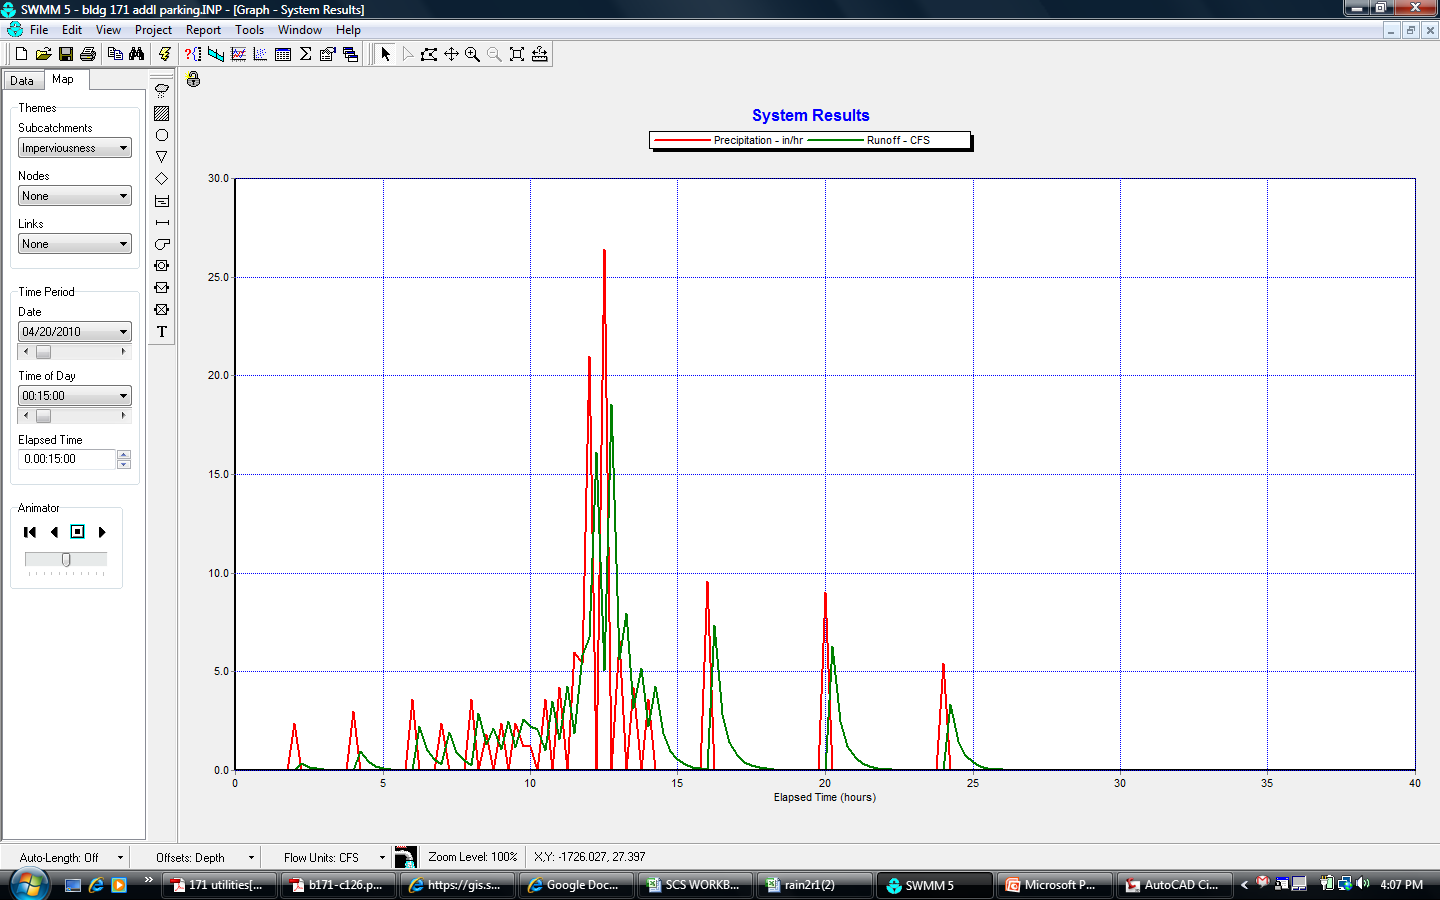 SWMM 5 - bldg 171 addl parking.INP - [Graph - System Results]
File Edit View Project Report Tools Window Help
Data Map
Themes
Subcatchments
Imperviousness
Nodes
None
Links
None
Time Period
Date
04/20/2010
Time of Day
00:15:00
Elapsed Time
0.00:15:00
Animator
T
System Results
Precipitation - in/hr Runoff - CFS
30.0
25.0
20.0
15.0
10.0
5.0
0.0
0 5 10 15 20 25 30 35 40
Elapsed Time (hours)
Auto-Length: Off Offsets: Depth Flow Units: CFS Zoom Level: 100% X,Y: -1726.027, 27.397
171 utilities[... b171-c126.p... https://gis.s... Google Doc... SCS WORKB... rain2r1(2) SWMM 5 Microsoft P... AutoCAD Ci... 4:07 PM